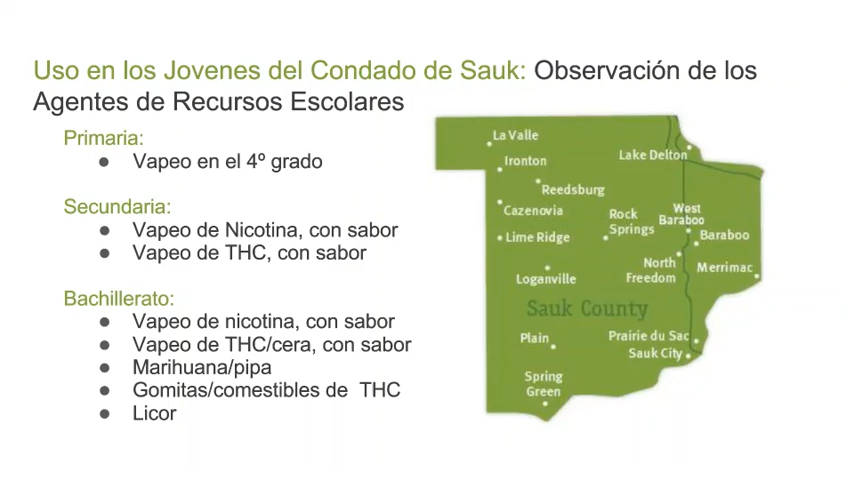 Uso en los Jovenes del Condado de Sauk: Observación de los
Agentes de Recursos Escolares
Primaria:
● Vapeo en el 4º grado
Secundaria:
● Vapeo de Nicotina, con sabor
● Vapeo de THC, con sabor
Bachillerato:
● Vapeo de nicotina, con sabor
● Vapeo de THC/cera, con sabor
● Marihuana/pipa
● Gomitas/comestibles de THC
● Licor
La Valle
Lake Delton
Ironton
Reedsburg
Cazenovia
Rock
Springs
West
Baraboo
Baraboo
Lime Ridge
North
Freedom
Merrimac
Loganville
Sauk County
Plain
Prairie du Sac
Sauk City
Spring
Green